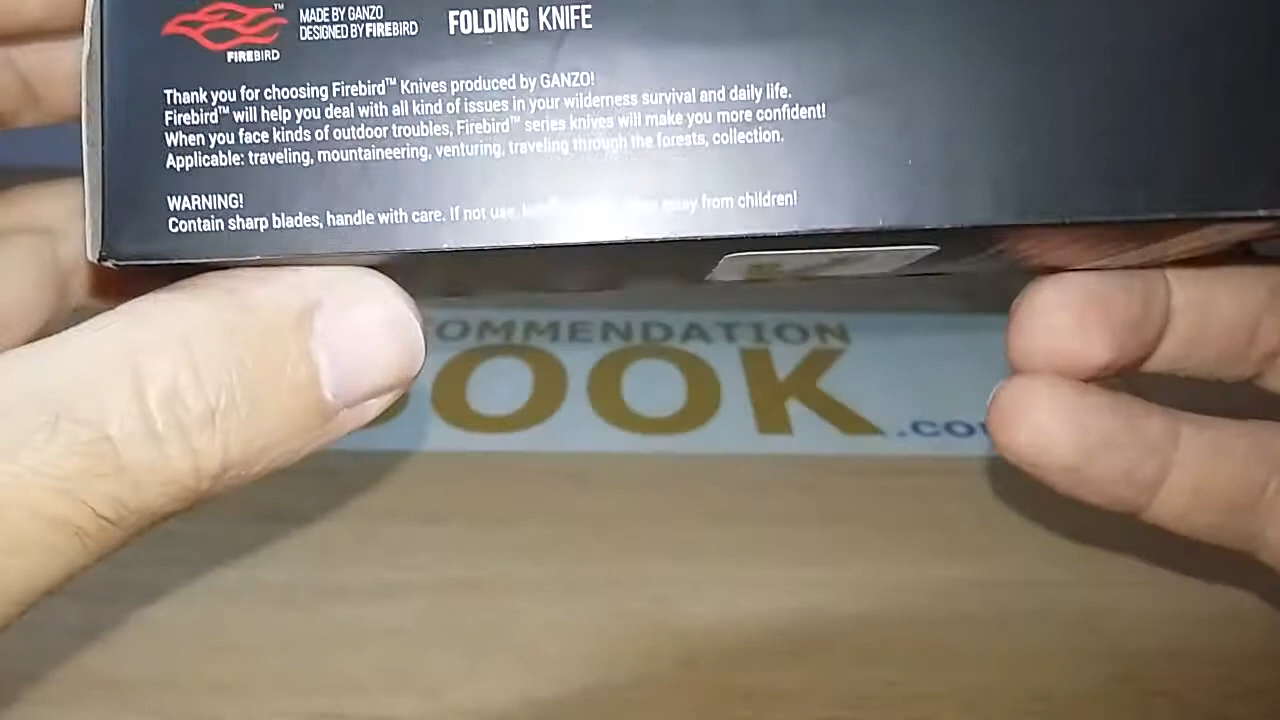 TM
FIREBIRD
MADE BY GANZO
DESIGNED BY FIREBIRD
FOLDING KNIFE
Thank you for choosing Firebird™ Knives produced by GANZO!
Firebird™ will help you deal with all kind of issues in your wilderness survival and daily life.
When you face kinds of outdoor troubles, Firebird™ series knives will make you more confident!
Applicable: traveling, mountaineering, venturing, traveling through the forests, collection.
WARNING!
Contain sharp blades, handle with care. If not use, away from children!
OMMENDATION
OOK
.co